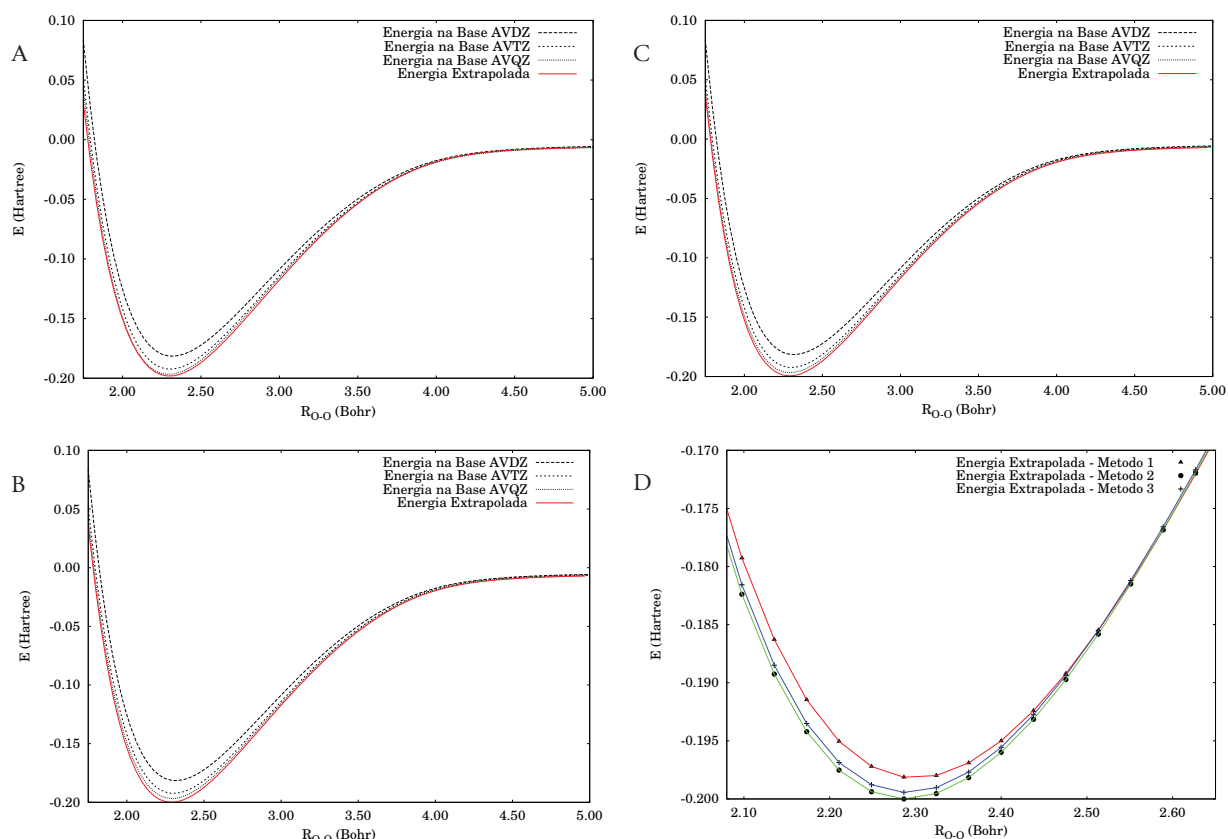 A
E (Hartree)
0.10
0.05
0.00
-0.05
-0.10
-0.15
-0.20
Energia na Base AVDZ
Energia na Base AVTZ
Energia na Base AVQZ
Energia Extrapolada
2.00 2.50 3.00 3.50 4.00 4.50 5.00
R_O-O (Bohr)
C
E (Hartree)
0.10
0.05
0.00
-0.05
-0.10
-0.15
-0.20
Energia na Base AVDZ
Energia na Base AVTZ
Energia na Base AVQZ
Energia Extrapolada
2.00 2.50 3.00 3.50 4.00 4.50 5.00
R_O-O (Bohr)
B
E (Hartree)
0.10
0.05
0.00
-0.05
-0.10
-0.15
-0.20
Energia na Base AVDZ
Energia na Base AVTZ
Energia na Base AVQZ
Energia Extrapolada
2.00 2.50 3.00 3.50 4.00 4.50 5.00
R_O-O (Bohr)
D
E (Hartree)
-0.170
-0.175
-0.180
-0.185
-0.190
-0.195
-0.200
Energia Extrapolada - Metodo 1
Energia Extrapolada - Metodo 2
Energia Extrapolada - Metodo 3
2.10 2.20 2.30 2.40 2.50 2.60
R_O-O (Bohr)